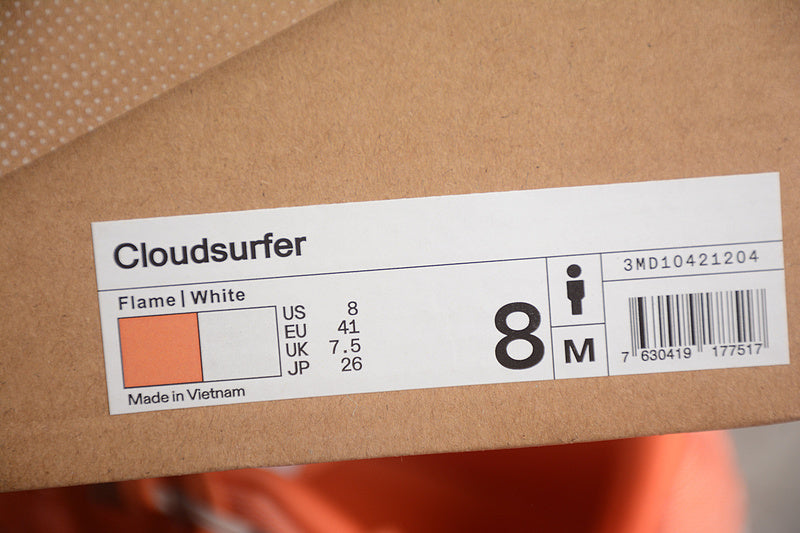 Cloudsurfer
3MD10421204
Flame | White
US 8
EU 41
UK 7.5
JP 26
8
M
7 630419 177517
Made in Vietnam